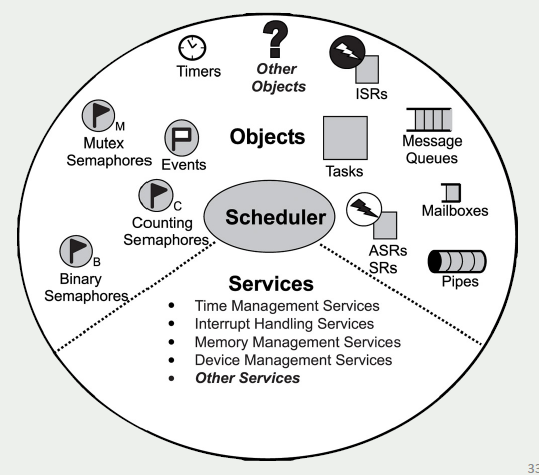 Timers
?
Other
Objects
ISRs
M
Mutex
Semaphores
Events
Objects
Tasks
Message
Queues
C
Counting
Semaphores
Scheduler
Mailboxes
B
Binary
Semaphores
ASRs
SRs
Pipes
Services
• Time Management Services
• Interrupt Handling Services
• Memory Management Services
• Device Management Services
• Other Services
33